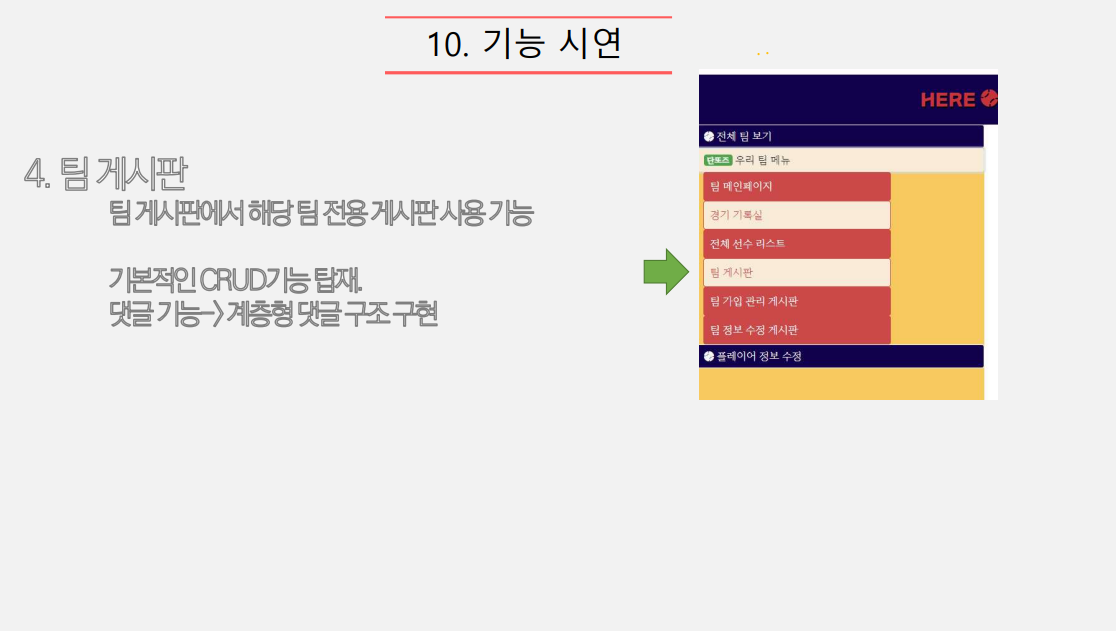 10. 기능 시연
4. 팀 게시판
팀 게시판에서 해당 팀 전용 게시판 사용 기능
기본적인 CRUD기능 탑재.
댓글 기능-> 계층형 댓글 구조 구현
HERE
전체 팀 보기
단토즈 우리 팀 메뉴
팀 메인페이지
경기 기록실
전체 선수 리스트
팀 게시판
팀 가입 관리 게시판
팀 정보 수정 게시판
플레이어 정보 수정